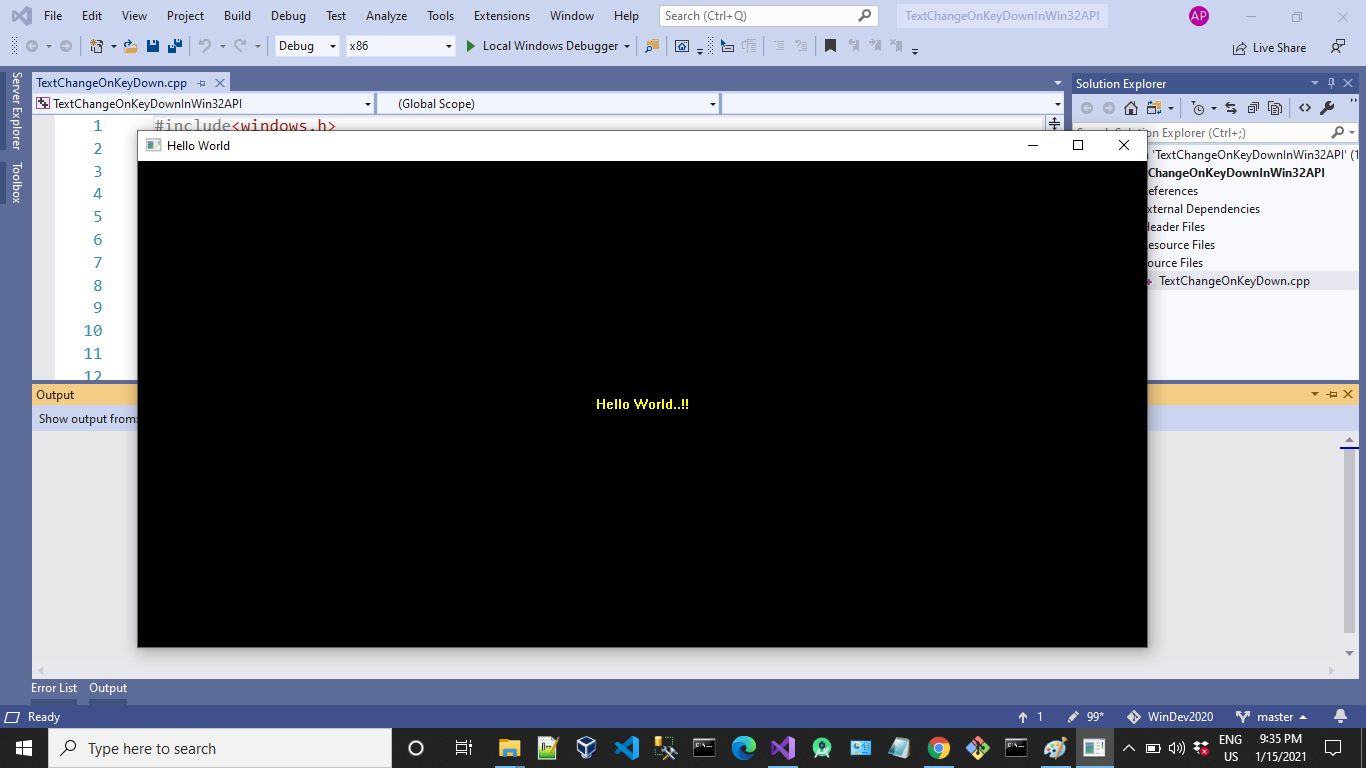 File Edit View Project Build Debug Test Analyze Tools Extensions Window Help Search (Ctrl+Q) TextChangeOnKeyDownInWin32API AP
Debug x86 Local Windows Debugger Live Share
Server Explorer
Toolbox
TextChangeOnKeyDown.cpp
TextChangeOnKeyDownInWin32API (Global Scope)
1 #include<windows.h>
2
3
4
5
6
7
8
9
10
11
12
Hello World
Hello World..!!
Solution Explorer
Search Solution Explorer (Ctrl+;)
'TextChangeOnKeyDownInWin32API' (1
ChangeOnKeyDownInWin32API
eferences
xternal Dependencies
Header Files
esource Files
ource Files
TextChangeOnKeyDown.cpp
Output
Show output from:
Error List Output
Ready 1 99* WinDev2020 master
Type here to search
ENG
US
9:35 PM
1/15/2021